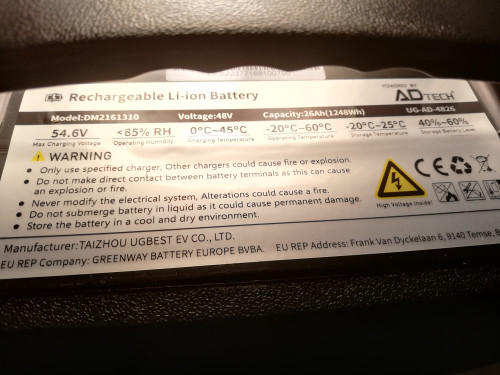 POWERED BY
Rechargeable Li-ion Battery
AD TECH
Model:DM2161310 Voltage:48V Capacity:26Ah(1248Wh) UG-AD-4826
54.6V <85% RH 0°C~45°C -20°C~60°C -20°C~25°C 40%~60%
Max Charging Voltage Operating Humidity Charging Temperature Operating Temperature Storage Temperature Storage Battery Level
WARNING
• Only use specified charger, Other chargers could cause fire or explosion.
• Do not make direct contact between battery terminals as this can cause
an explosion or fire.
• Never modify the electrical system, Alterations could cause a fire.
• Do not submerge battery in liquid as it could cause permanent damage.
• Store the battery in a cool and dry environment.
CE
High Voltage Inside!
Manufacturer:TAIZHOU UGBEST EV CO., LTD.
EU REP Company: GREENWAY BATTERY EUROPE BVBA. EU REP Address: Frank Van Dyckelaan 6, 9140 Temse, B